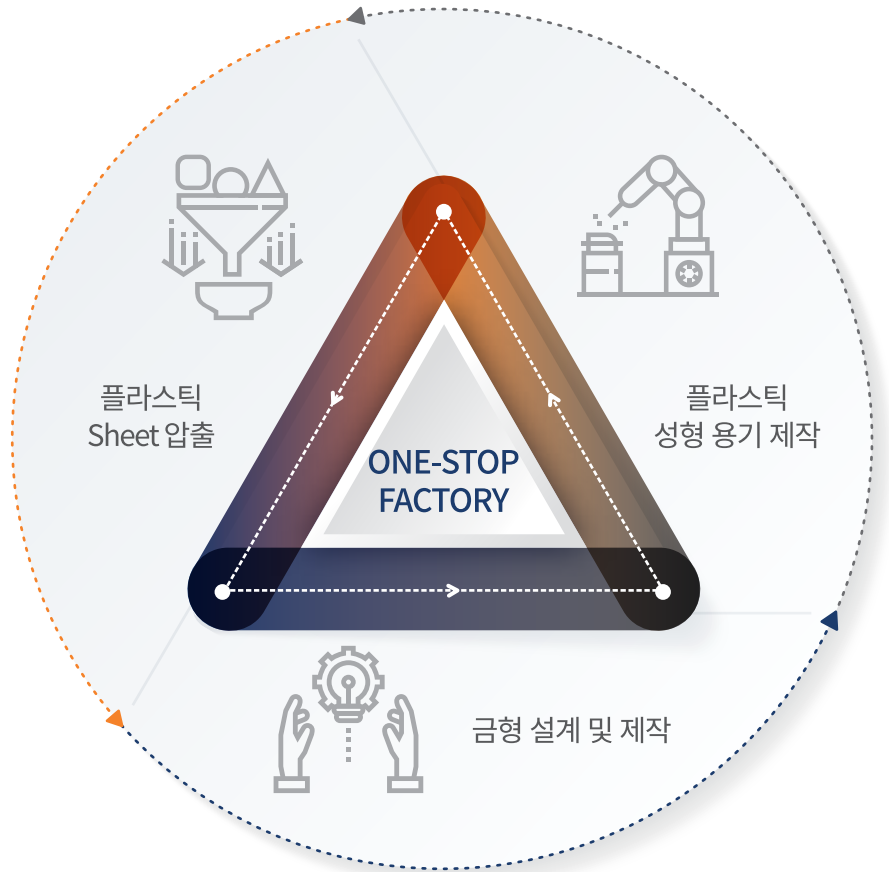 플라스틱
Sheet 압출
플라스틱
성형 용기 제작
ONE-STOP
FACTORY
금형 설계 및 제작